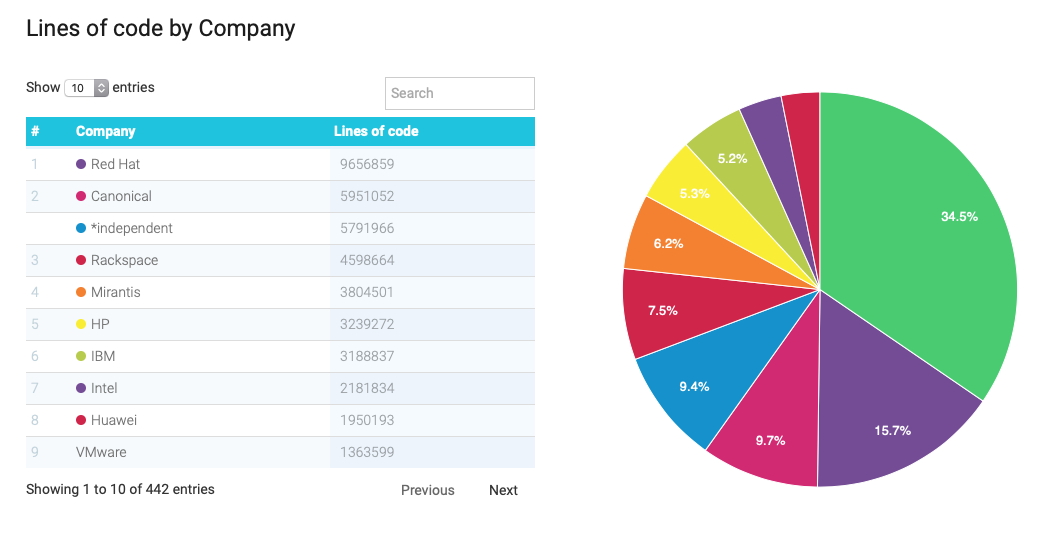 Lines of code by Company
Show 10 entries
Search
# Company Lines of code
1 Red Hat 9656859
2 Canonical 5951052
*independent 5791966
3 Rackspace 4598664
4 Mirantis 3804501
5 HP 3239272
6 IBM 3188837
7 Intel 2181834
8 Huawei 1950193
9 VMware 1363599
Showing 1 to 10 of 442 entries
Previous Next
34.5%
15.7%
9.7%
9.4%
7.5%
6.2%
5.3%
5.2%